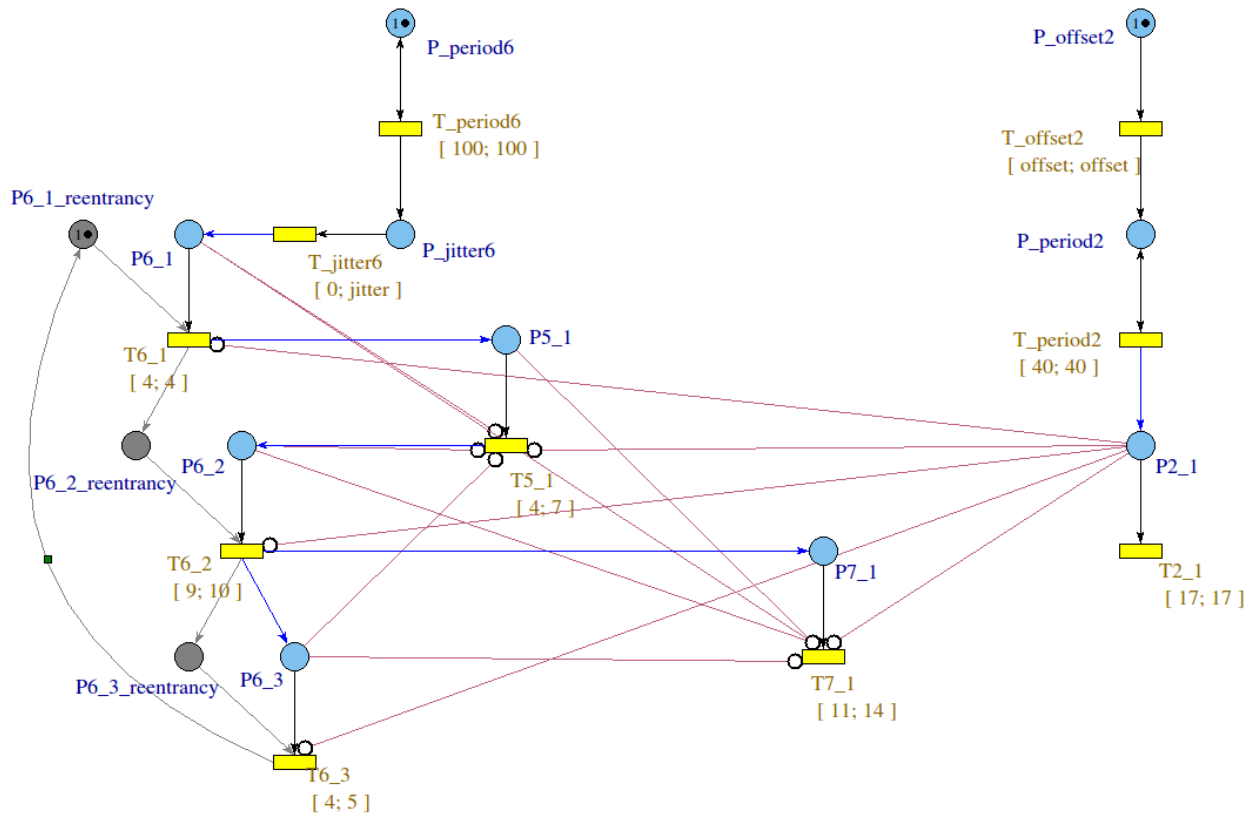 1●
P_period6
1●
P_offset2
T_period6
[ 100; 100 ]
T_offset2
[ offset; offset ]
P6_1_reentrancy
1●
P6_1
T_jitter6
[ 0; jitter ]
P_jitter6
P_period2
T6_1
[ 4; 4 ]
P5_1
T_period2
[ 40; 40 ]
P6_2_reentrancy
P6_2
T5_1
[ 4; 7 ]
P2_1
T6_2
[ 9; 10 ]
P7_1
T2_1
[ 17; 17 ]
P6_3_reentrancy
P6_3
T7_1
[ 11; 14 ]
T6_3
[ 4; 5 ]